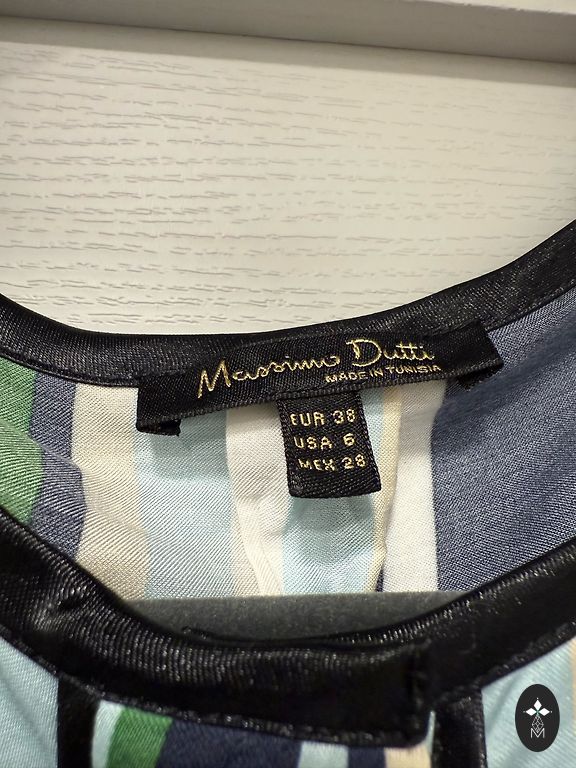 Massimo Dutti
MADE IN TUNISIA
EUR 38
USA 6
MEX 28